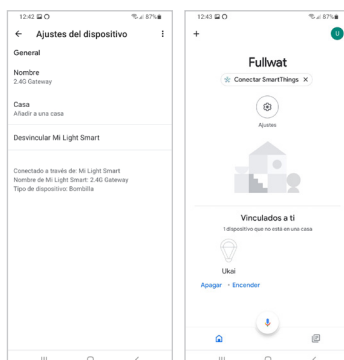 12:42
87%
← Ajustes del dispositivo
General
Nombre
2.4G Gateway
Casa
Añadir a una casa
Desvincular Mi Light Smart
Conectado a través de: Mi Light Smart
Nombre de Mi Light Smart: 2.4G Gateway
Tipo de dispositivo: Bombilla
12:43
87%
+
U
Fullwat
Conectar SmartThings ×
Ajustes
Vinculados a ti
1 dispositivo que no está en una casa
Ukai
Apagar • Encender